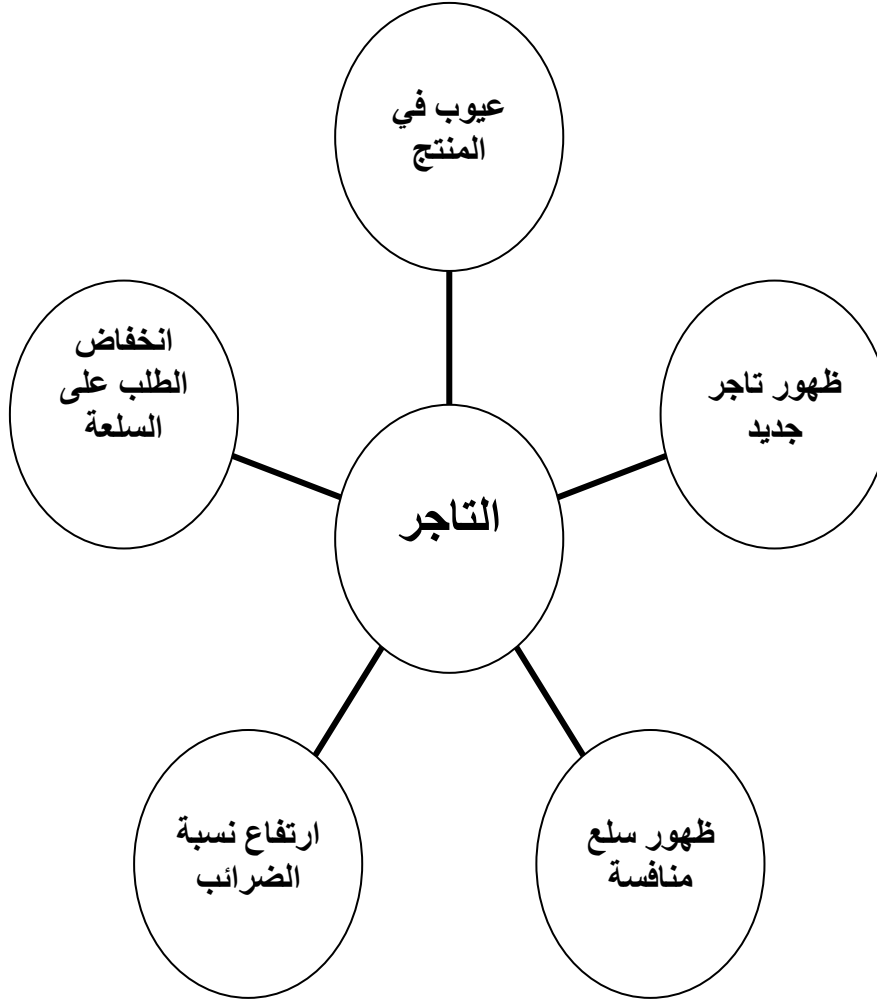 عيوب في
المنتج
ظهور تاجر
جديد
انخفاض
الطلب على
السلعة
التاجر
ظهور سلع
منافسة
ارتفاع نسبة
الضرائب